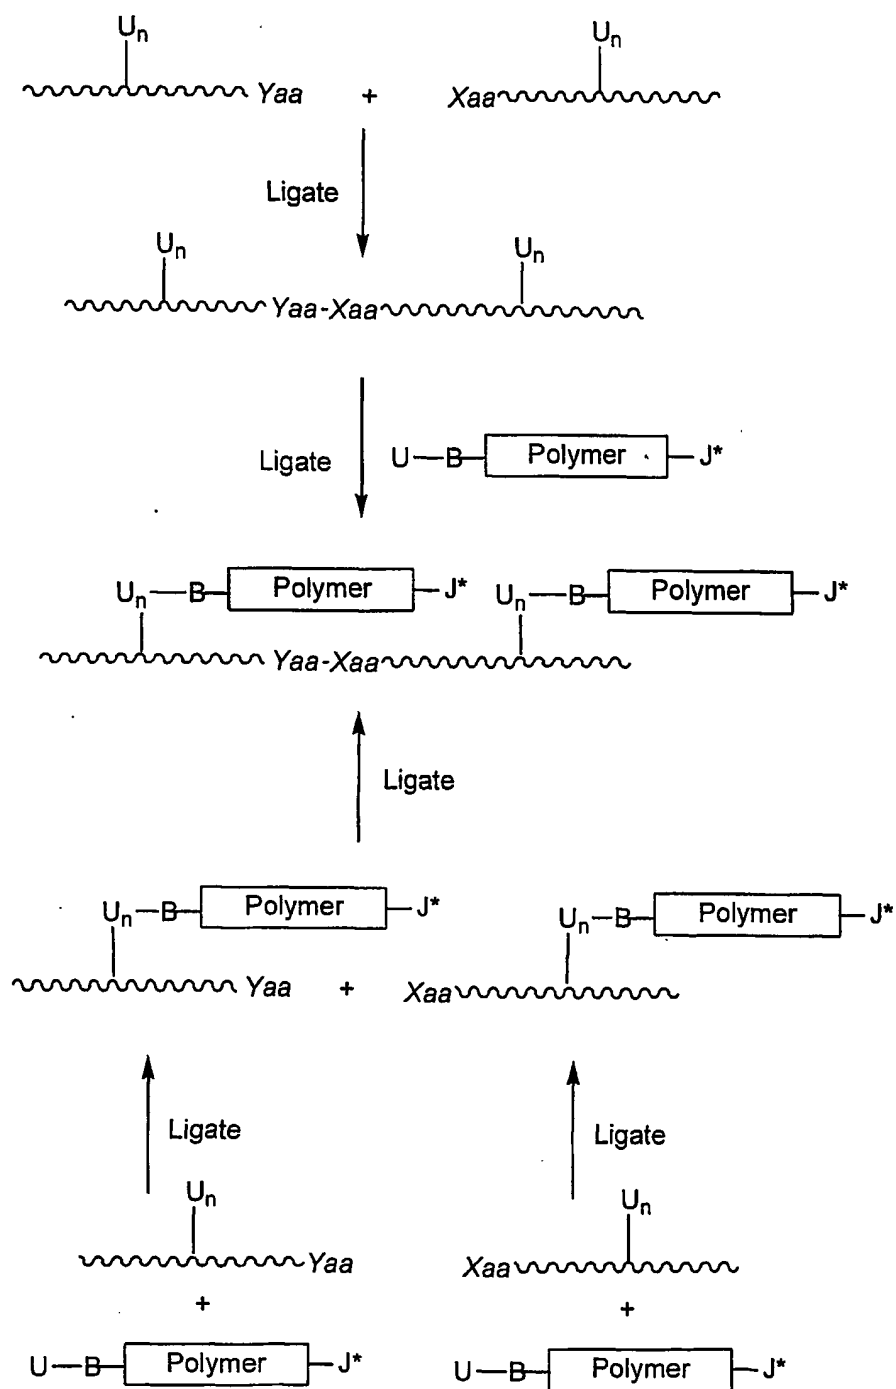 Un Un
Yaa + Xaa
Ligate
Un Un
Yaa-Xaa
Ligate U—B—Polymer—J*
Un—B—Polymer—J* Un—B—Polymer—J*
Yaa-Xaa
Ligate
Un—B—Polymer—J* Un—B—Polymer—J*
Yaa + Xaa
Ligate Ligate
Un Un
Yaa Xaa
+ +
U—B—Polymer—J* U—B—Polymer—J*